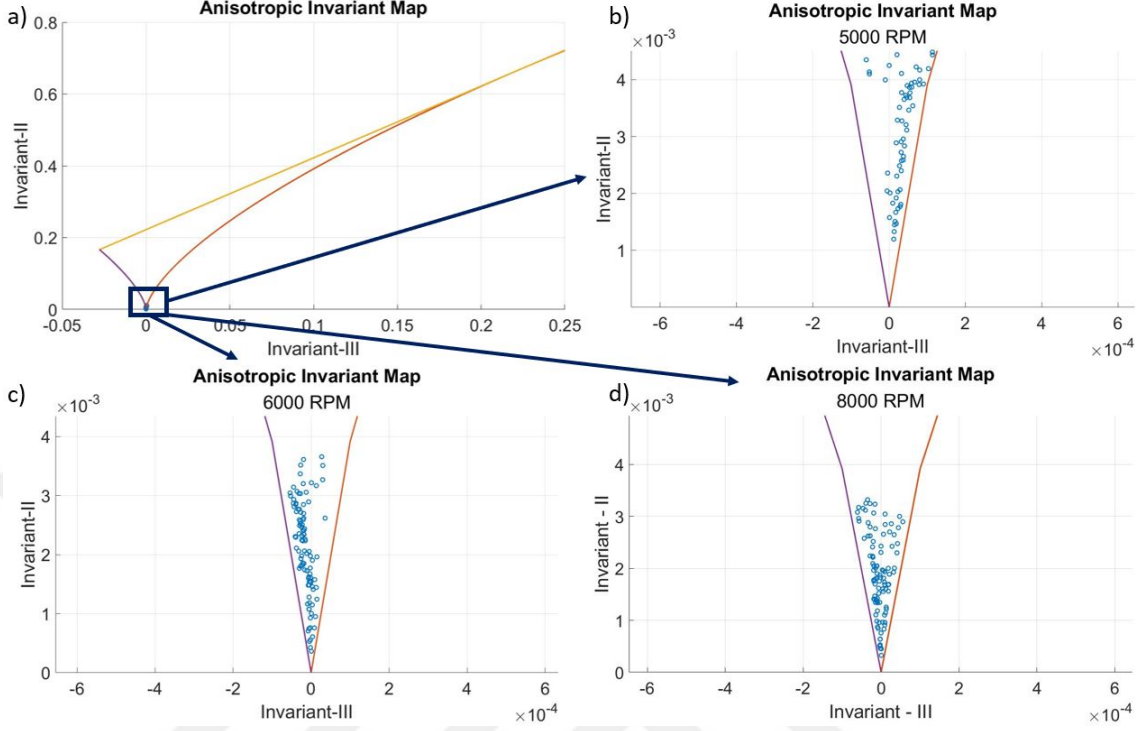 a)
Anisotropic Invariant Map
0.8
0.6
0.4
0.2
0
Invariant-II
-0.05 0 0.05 0.1 0.15 0.2 0.25
Invariant-III
b)
Anisotropic Invariant Map
5000 RPM
×10⁻³
4
3
2
1
Invariant-II
-6 -4 -2 0 2 4 6
Invariant-III
×10⁻⁴
c)
Anisotropic Invariant Map
6000 RPM
×10⁻³
4
3
2
1
0
Invariant-II
-6 -4 -2 0 2 4 6
Invariant-III
×10⁻⁴
d)
Anisotropic Invariant Map
8000 RPM
×10⁻³
4
3
2
1
0
Invariant - II
-6 -4 -2 0 2 4 6
Invariant - III
×10⁻⁴